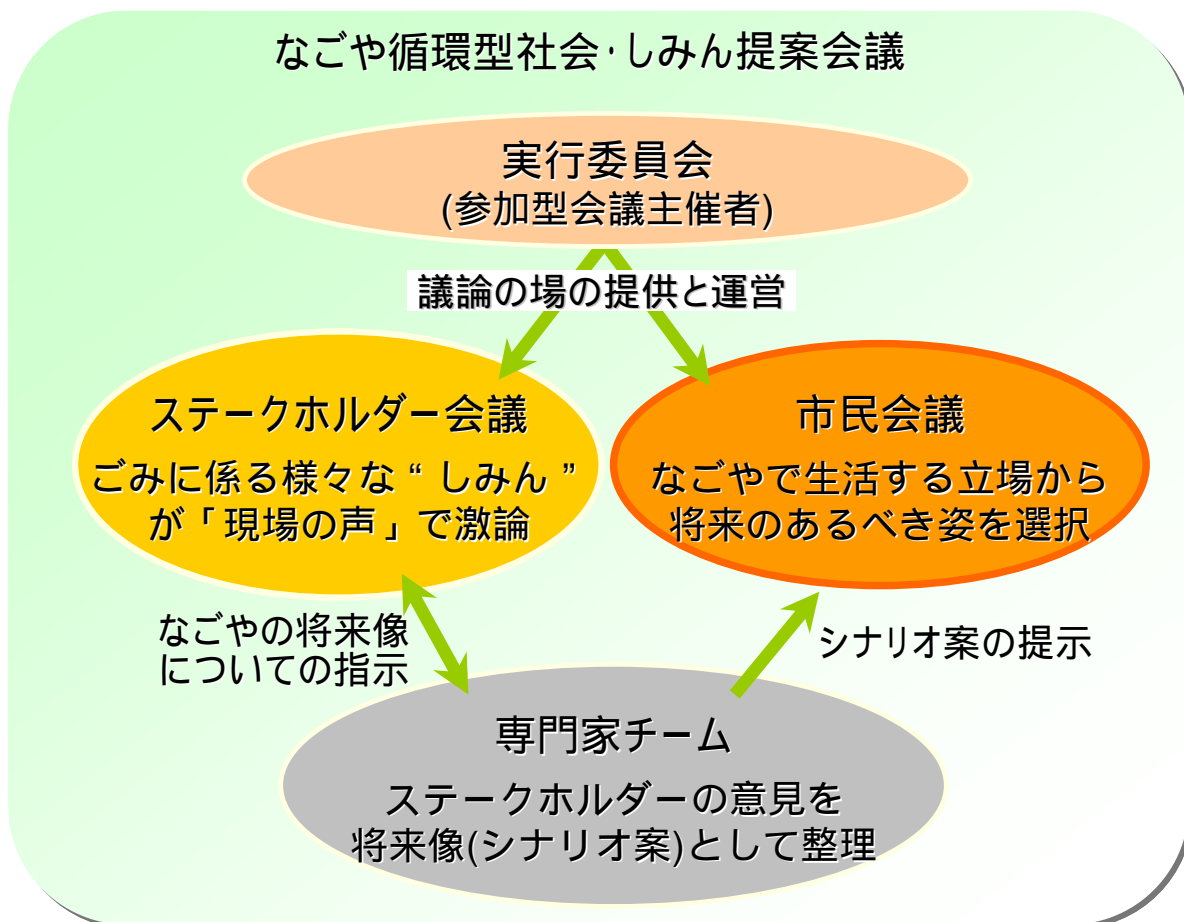 なごや循環型社会・しみん提案会議
実行委員会
(参加型会議主催者)
議論の場の提供と運営
ステークホルダー会議
ごみに係る様々な“しみん”
が「現場の声」で激論
市民会議
なごやで生活する立場から
将来のあるべき姿を選択
なごやの将来像
についての指示
シナリオ案の提示
専門家チーム
ステークホルダーの意見を
将来像(シナリオ案)として整理